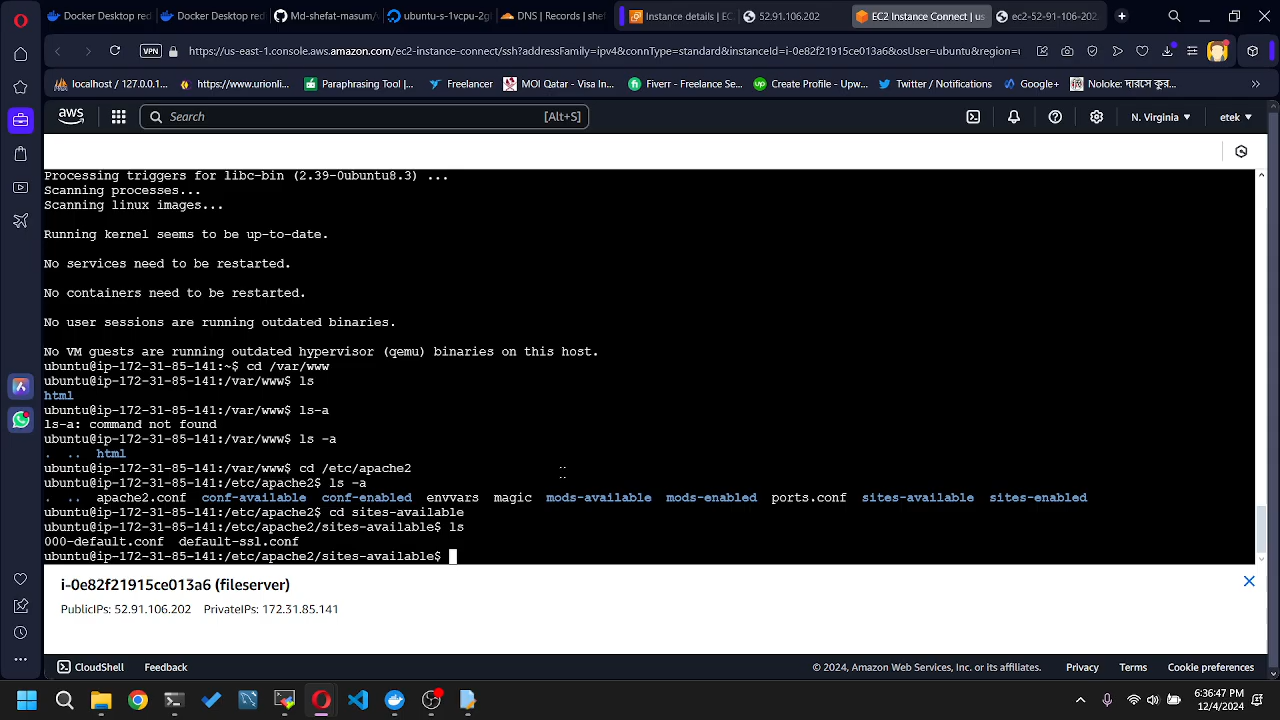 Docker Desktop red
Docker Desktop red
Md-shefat-masum/
ubuntu-s-1vcpu-2g
DNS | Records | shef
Instance details | EC
52.91.106.202
EC2 Instance Connect | us
ec2-52-91-106-202
VPN https://us-east-1.console.aws.amazon.com/ec2-instance-connect/ssh?addressFamily=ipv4&connType=standard&instanceId=i-0e82f21915ce013a6&osUser=ubuntu&region=u
localhost / 127.0.0.1...
https://www.urionli...
Paraphrasing Tool |...
Freelancer
MOI Qatar - Visa In...
Fiverr - Freelance Se...
Create Profile - Upw...
Twitter / Notifications
Google+
Noloke: দারসে কুর...
aws
Search [Alt+S]
N. Virginia
etek
Processing triggers for libc-bin (2.39-0ubuntu8.3) ...
Scanning processes...
Scanning linux images...
Running kernel seems to be up-to-date.
No services need to be restarted.
No containers need to be restarted.
No user sessions are running outdated binaries.
No VM guests are running outdated hypervisor (qemu) binaries on this host.
ubuntu@ip-172-31-85-141:~$ cd /var/www
ubuntu@ip-172-31-85-141:/var/www$ ls
html
ubuntu@ip-172-31-85-141:/var/www$ ls-a
ls-a: command not found
ubuntu@ip-172-31-85-141:/var/www$ ls -a
. .. html
ubuntu@ip-172-31-85-141:/var/www$ cd /etc/apache2
ubuntu@ip-172-31-85-141:/etc/apache2$ ls -a
. .. apache2.conf conf-available conf-enabled envvars magic mods-available mods-enabled ports.conf sites-available sites-enabled
ubuntu@ip-172-31-85-141:/etc/apache2$ cd sites-available
ubuntu@ip-172-31-85-141:/etc/apache2/sites-available$ ls
000-default.conf default-ssl.conf
ubuntu@ip-172-31-85-141:/etc/apache2/sites-available$
i-0e82f21915ce013a6 (fileserver)
PublicIPs: 52.91.106.202 PrivateIPs: 172.31.85.141
CloudShell Feedback © 2024, Amazon Web Services, Inc. or its affiliates. Privacy Terms Cookie preferences
6:36:47 PM
12/4/2024